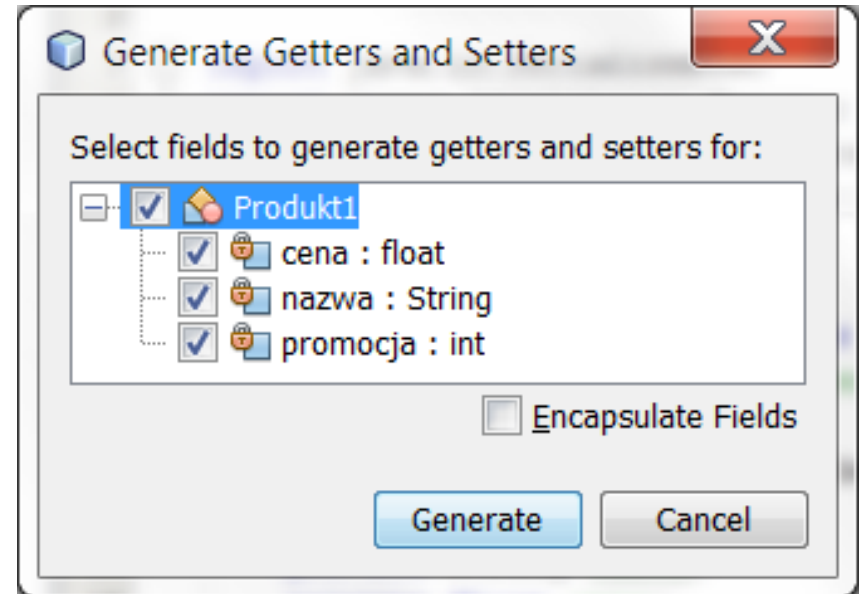 Generate Getters and Setters
Select fields to generate getters and setters for:
Produkt1
cena : float
nazwa : String
promocja : int
Encapsulate Fields
Generate Cancel